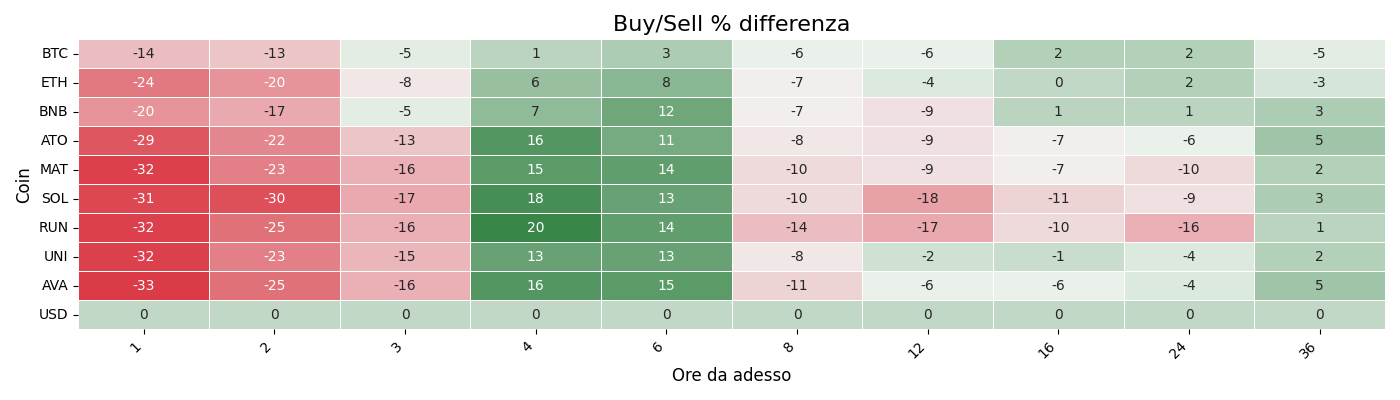 Buy/Sell % differenza
BTC -14 -13 -5 1 3 -6 -6 2 2 -5
ETH -24 -20 -8 6 8 -7 -4 0 2 -3
BNB -20 -17 -5 7 12 -7 -9 1 1 3
ATO -29 -22 -13 16 11 -8 -9 -7 -6 5
MAT -32 -23 -16 15 14 -10 -9 -7 -10 2
SOL -31 -30 -17 18 13 -10 -18 -11 -9 3
RUN -32 -25 -16 20 14 -14 -17 -10 -16 1
UNI -32 -23 -15 13 13 -8 -2 -1 -4 2
AVA -33 -25 -16 16 15 -11 -6 -6 -4 5
USD 0 0 0 0 0 0 0 0 0 0
Coin
1 2 3 4 6 8 12 16 24 36
Ore da adesso